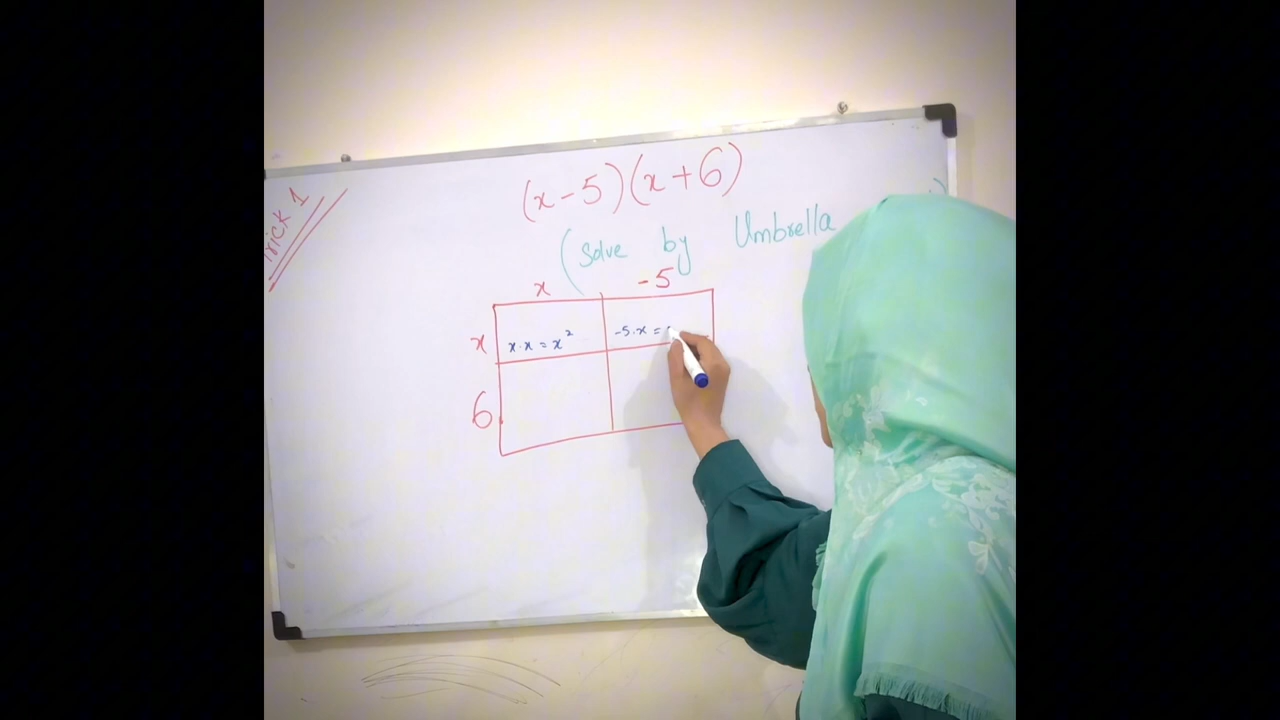 Trick 1
(x-5)(x+6)
(Solve by Umbrella
x -5
x x.x = x² -5.x =
6